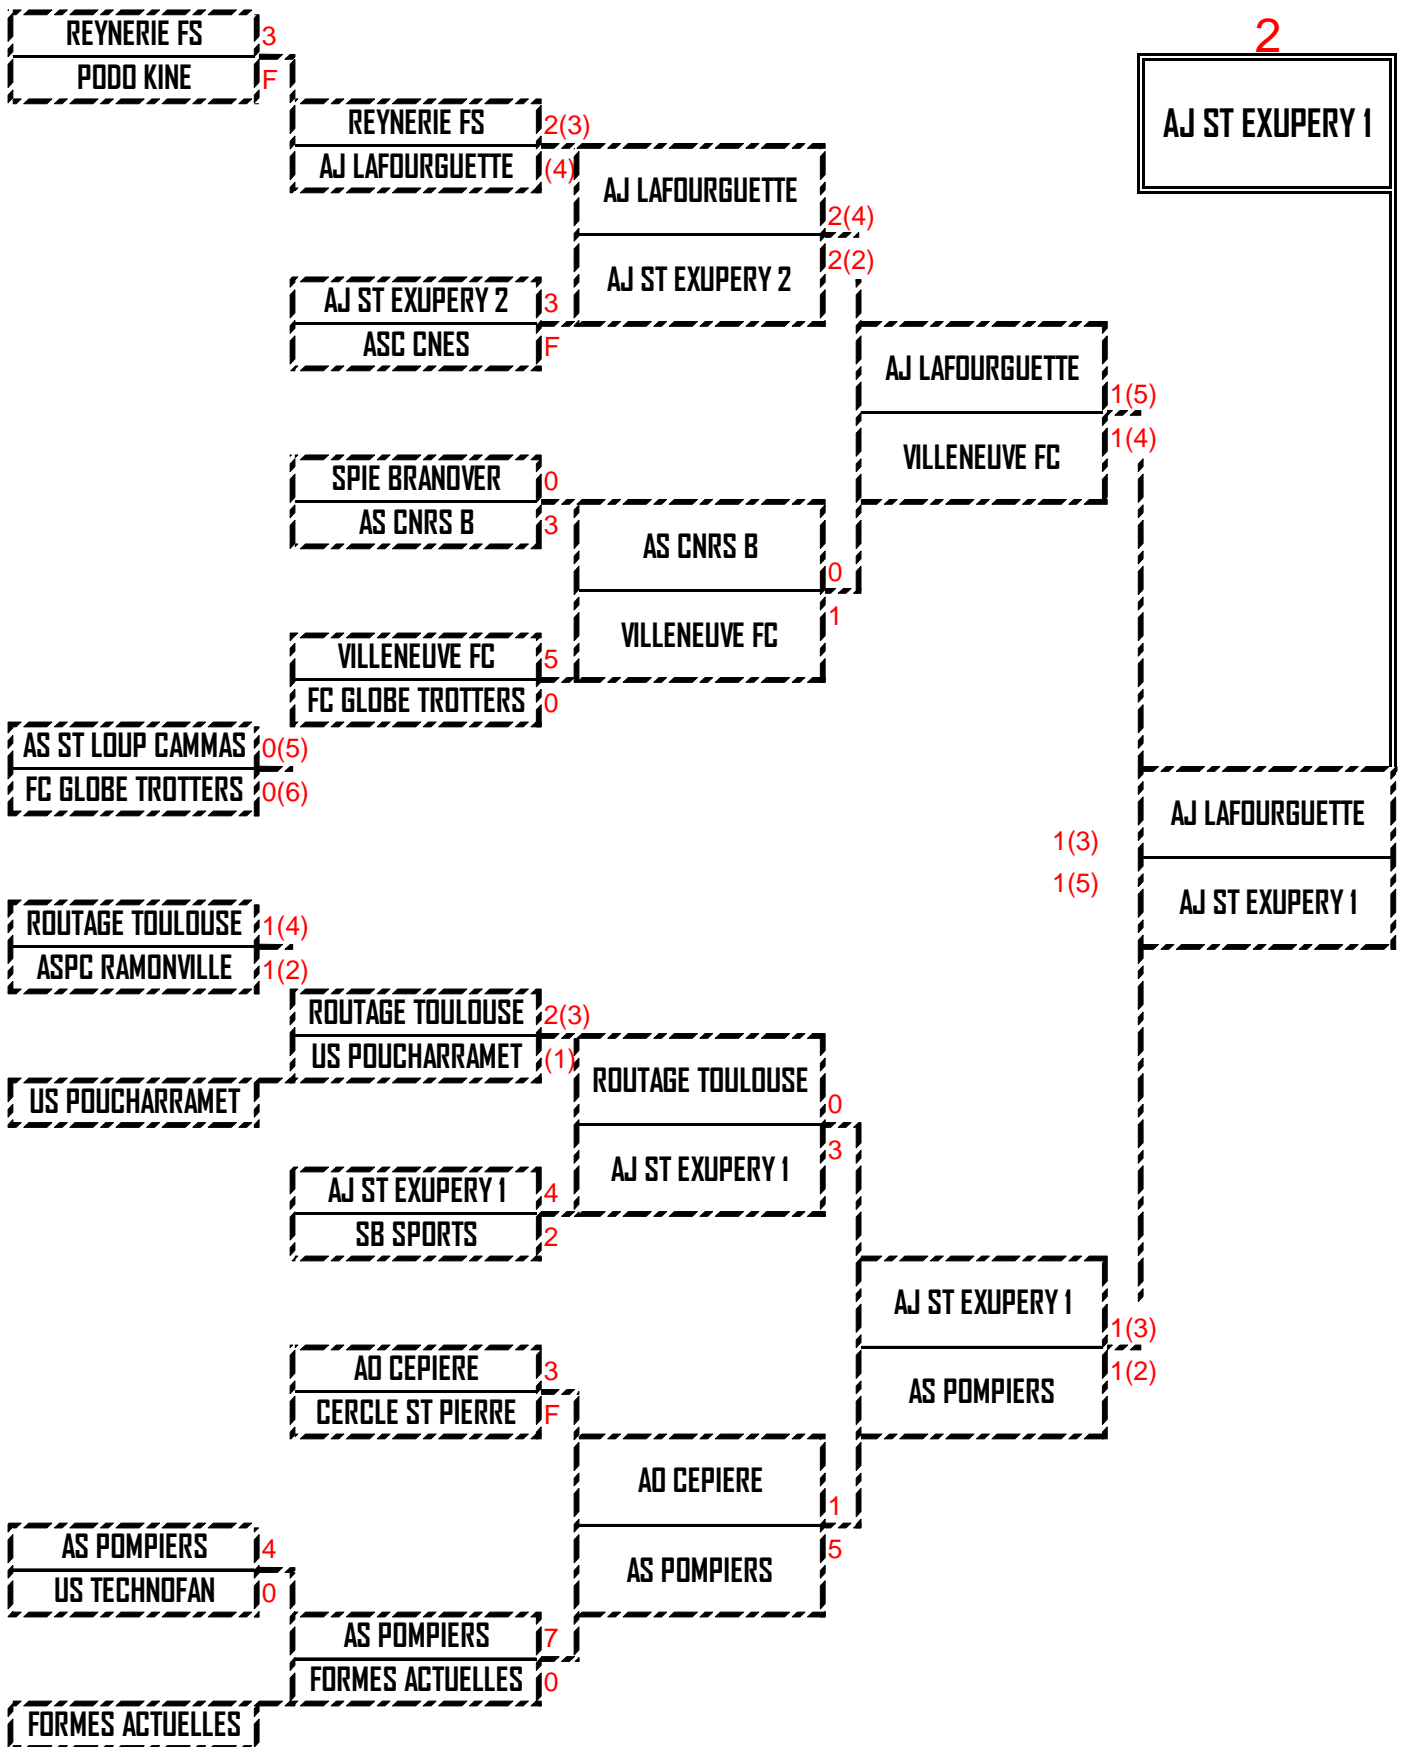 REYNERIE FS 3
PODO KINE F
2
AJ ST EXUPERY 1
REYNERIE FS 2(3)
AJ LAFOURGUETTE (4)
AJ LAFOURGUETTE 2(4)
AJ ST EXUPERY 2 2(2)
AJ ST EXUPERY 2 3
ASC CNES F
AJ LAFOURGUETTE 1(5)
VILLENEUVE FC 1(4)
SPIE BRANOVER 0
AS CNRS B 3
AS CNRS B 0
VILLENEUVE FC 1
VILLENEUVE FC 5
FC GLOBE TROTTERS 0
AS ST LOUP CAMMAS 0(5)
FC GLOBE TROTTERS 0(6)
1(3) AJ LAFOURGUETTE
1(5) AJ ST EXUPERY 1
ROUTAGE TOULOUSE 1(4)
ASPC RAMONVILLE 1(2)
ROUTAGE TOULOUSE 2(3)
US POUCHARRAMET (1)
US POUCHARRAMET
ROUTAGE TOULOUSE 0
AJ ST EXUPERY 1 3
AJ ST EXUPERY 1 4
SB SPORTS 2
AJ ST EXUPERY 1 1(3)
AS POMPIERS 1(2)
AO CEPIERE 3
CERCLE ST PIERRE F
AO CEPIERE 1
AS POMPIERS 5
AS POMPIERS 4
US TECHNOFAN 0
AS POMPIERS 7
FORMES ACTUELLES 0
FORMES ACTUELLES